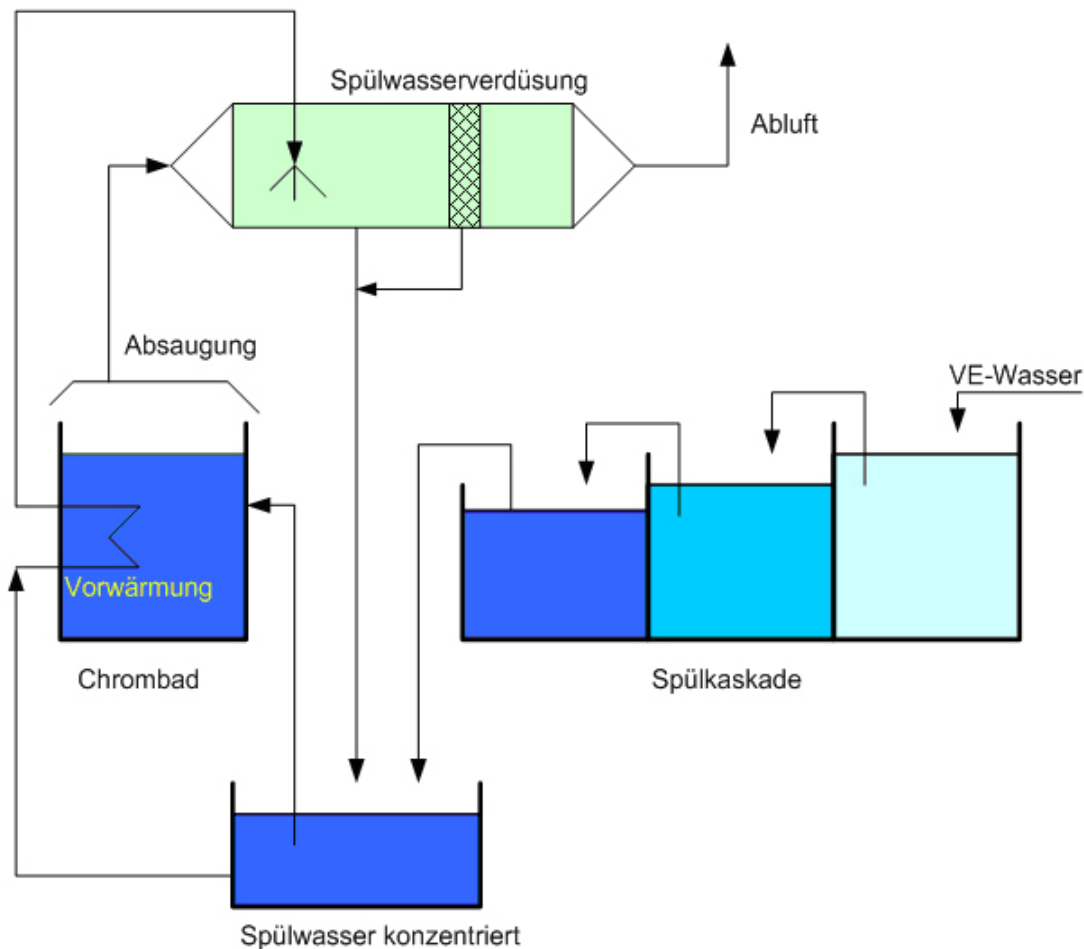 Spülwasserverdüsung
Abluft
Absaugung
VE-Wasser
Vorwärmung
Chrombad
Spülkaskade
Spülwasser konzentriert